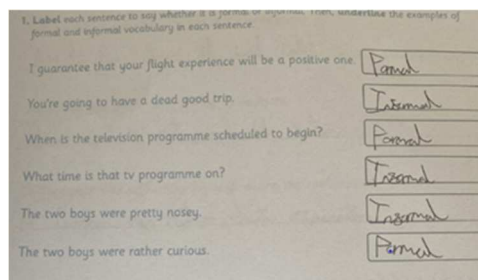 1. Label each sentence to say whether it is formal or informal. Then, underline the examples of
formal and informal vocabulary in each sentence.
I guarantee that your flight experience will be a positive one. Formal
You're going to have a dead good trip. Informal
When is the television programme scheduled to begin? Formal
What time is that tv programme on? Informal
The two boys were pretty nosey. Informal
The two boys were rather curious. Formal